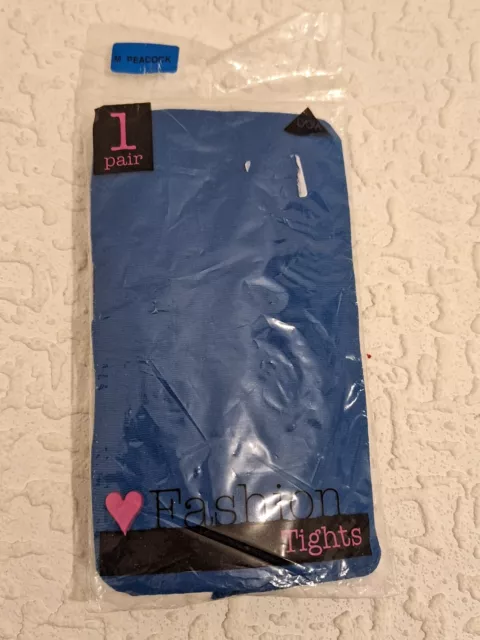 M PEACOCK
1
pair
Fashion
Tights